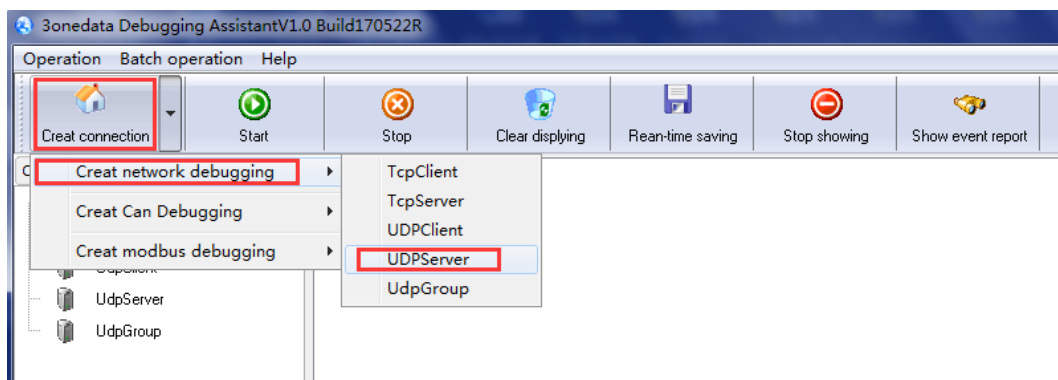 3onedata Debugging AssistantV1.0 Build170522R
Operation Batch operation Help
Creat connection Start Stop Clear displying Rean-time saving Stop showing Show event report
Creat network debugging
Creat Can Debugging
Creat modbus debugging
TcpClient
TcpServer
UDPClient
UDPServer
UdpGroup
UdpServer
UdpGroup